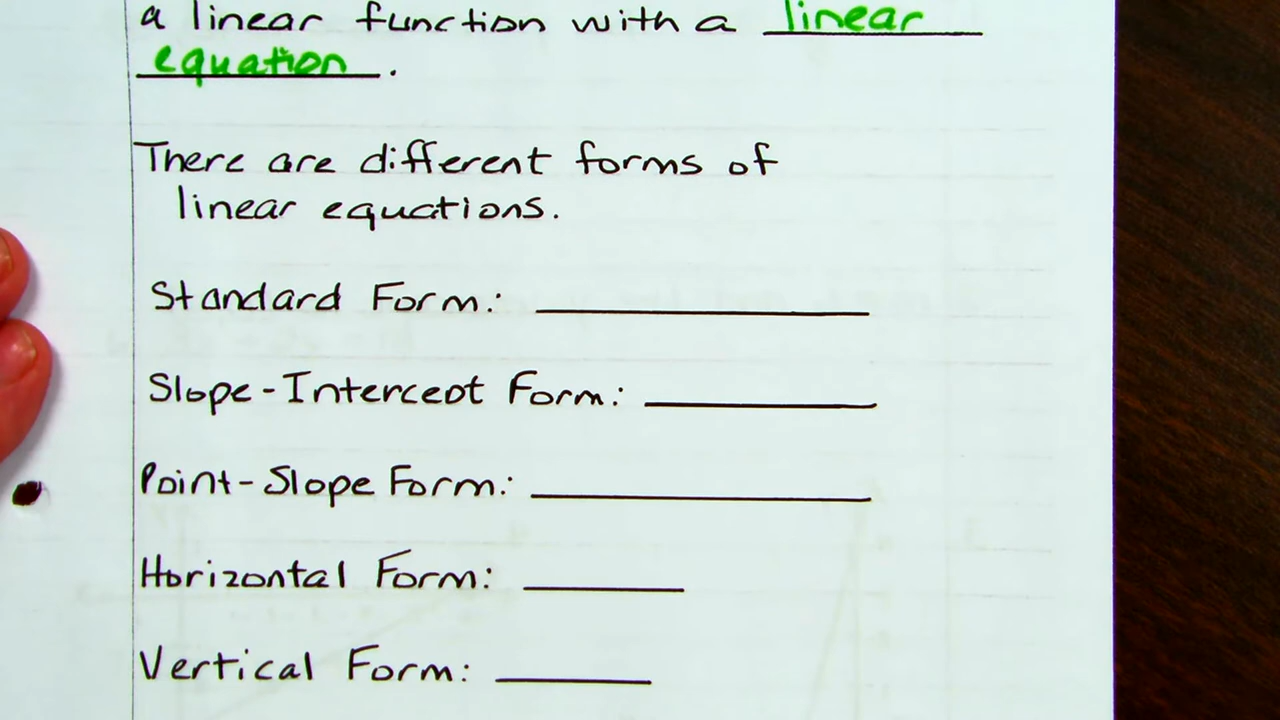 a linear function with a linear
equation.
There are different forms of
linear equations.
Standard Form:
Slope-Intercept Form:
Point-Slope Form:
Horizontal Form:
Vertical Form: